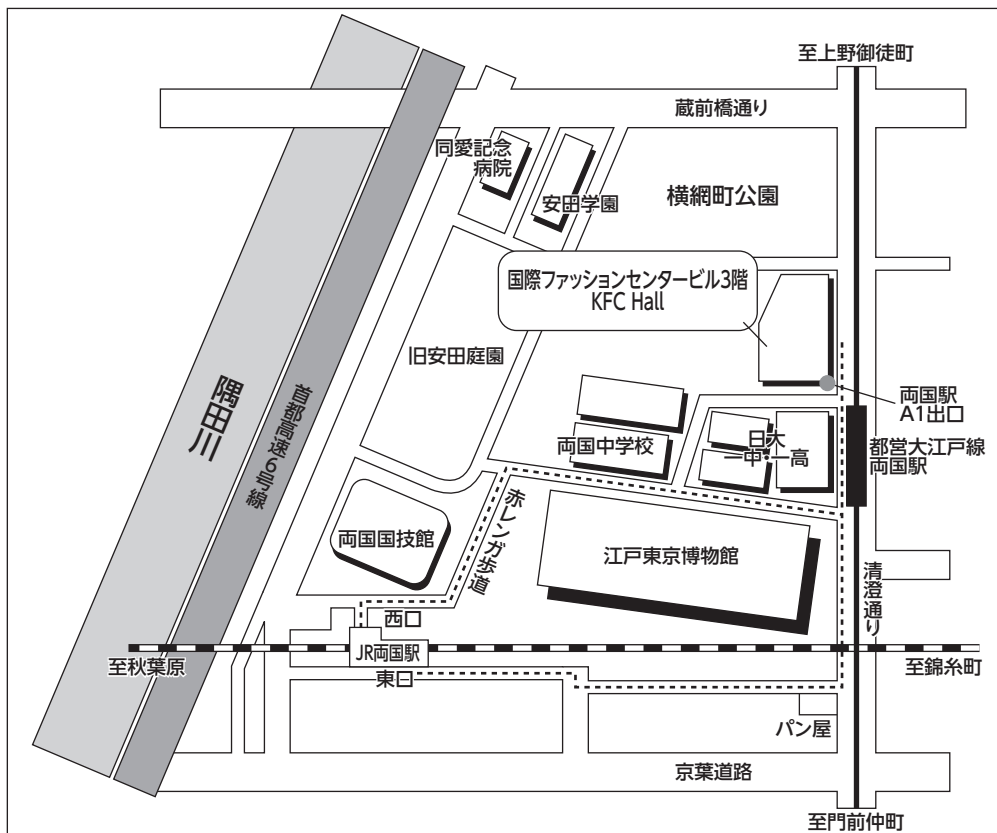 至上野御徒町
蔵前橋通り
同愛記念
病院
安田学園
横網町公園
国際ファッションセンタービル3階
KFC Hall
旧安田庭園
隅田川
首都高速6号線
両国駅
A1出口
両国中学校
日大
一中・一高
都営大江戸線
両国駅
両国国技館
赤レンガ歩道
江戸東京博物館
清澄通り
西口
JR両国駅
至秋葉原
至錦糸町
東口
パン屋
京葉道路
至門前仲町